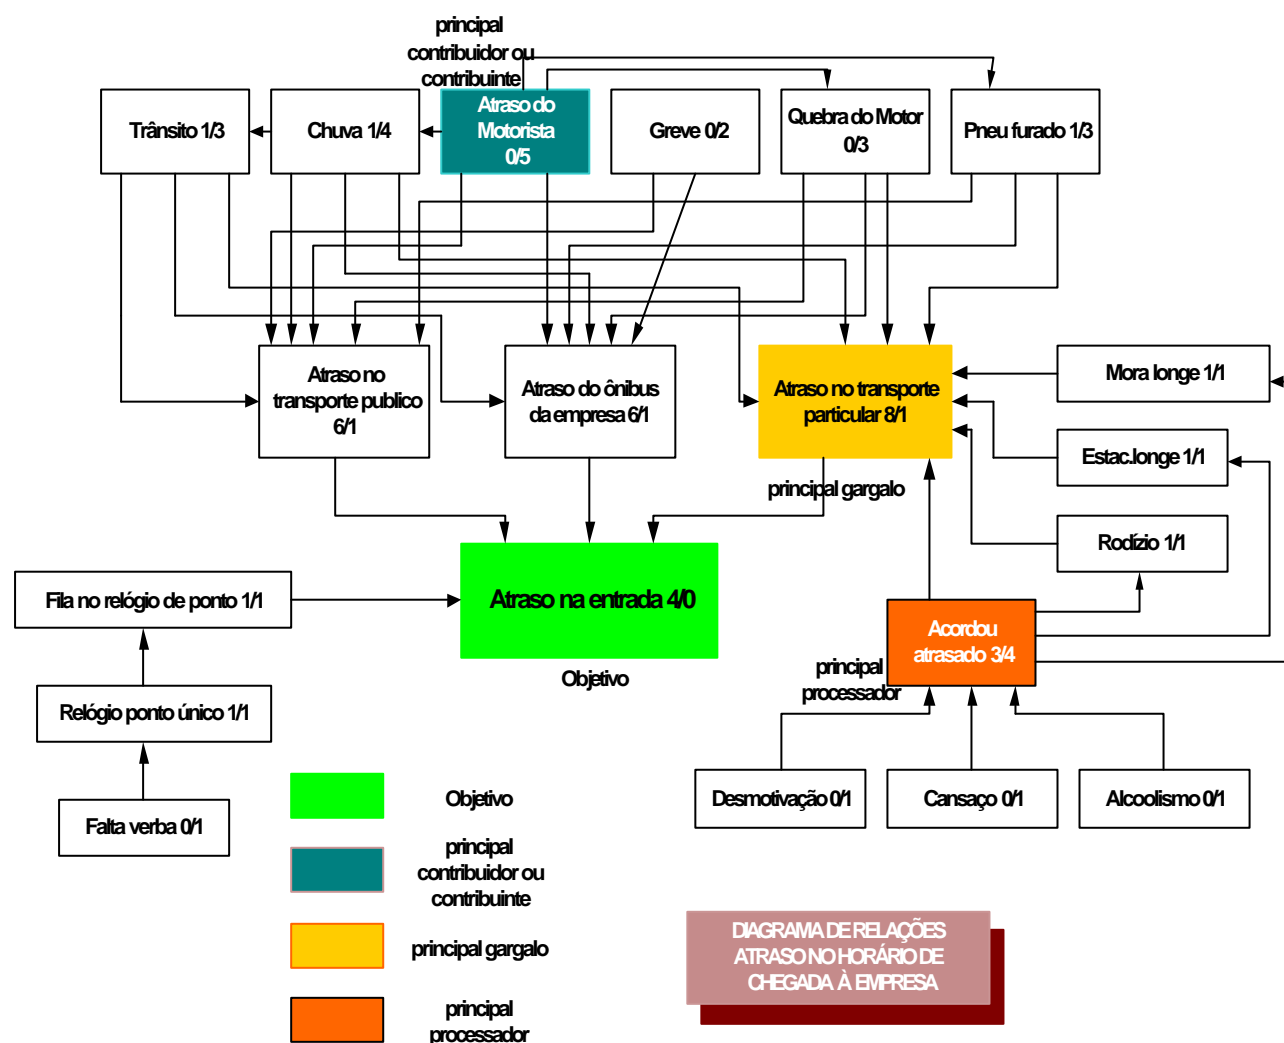 principal
contribuidor ou
contribuinte
Trânsito 1/3
Chuva 1/4
Atraso do
Motorista
0/5
Greve 0/2
Quebra do Motor
0/3
Pneu furado 1/3
Atraso no
transporte publico
6/1
Atraso do ônibus
da empresa 6/1
Atraso no transporte
particular 8/1
Mora longe 1/1
Estac.longe 1/1
principal gargalo
Rodízio 1/1
Fila no relógio de ponto 1/1
Atraso na entrada 4/0
Acordou
atrasado 3/4
Objetivo
principal
processador
Relógio ponto único 1/1
Desmotivação 0/1
Cansaço 0/1
Alcoolismo 0/1
Falta verba 0/1
Objetivo
principal
contribuidor ou
contribuinte
principal gargalo
principal
processador
DIAGRAMA DE RELAÇÕES
ATRASO NO HORÁRIO DE
CHEGADA À EMPRESA